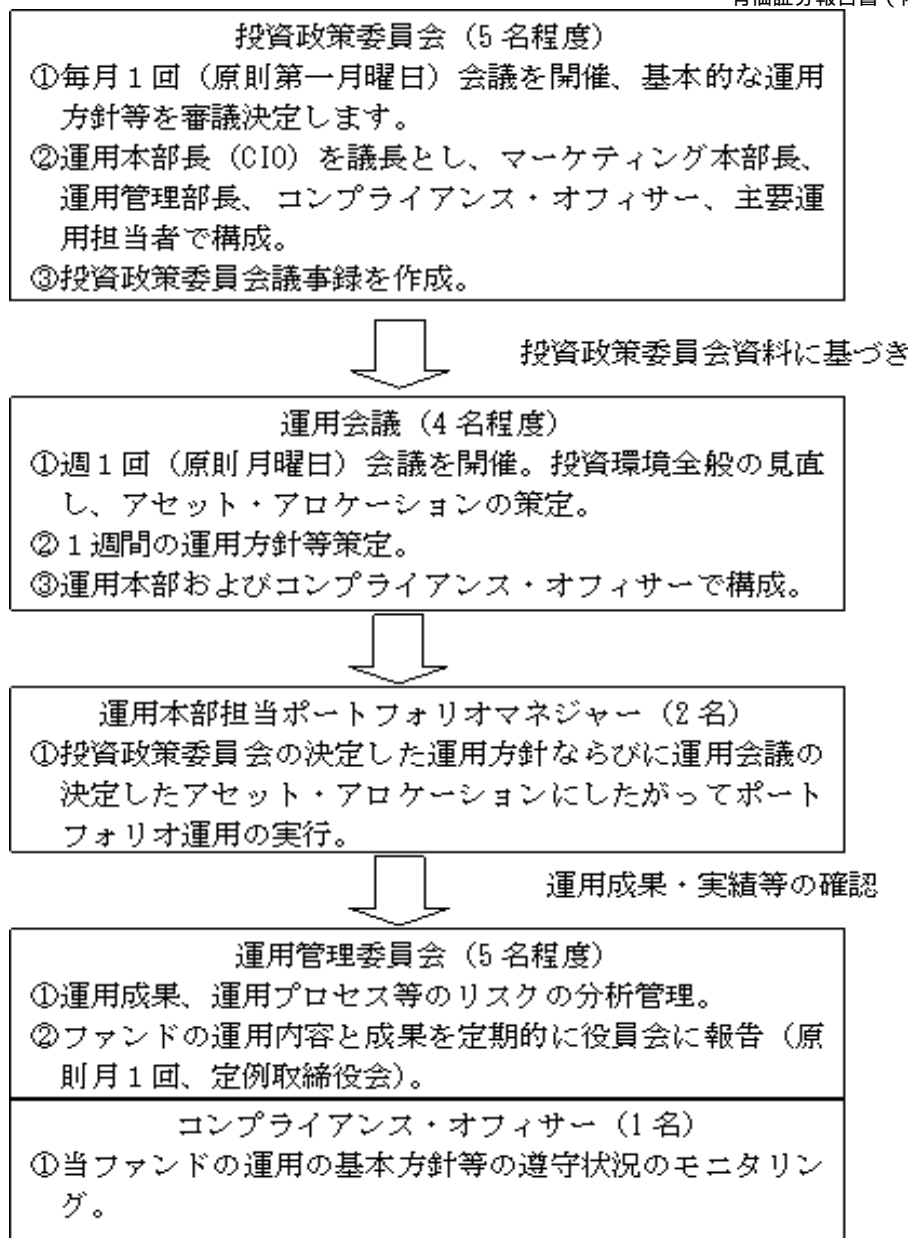 投資政策委員会（5名程度）
①毎月1回（原則第一月曜日）会議を開催、基本的な運用
方針等を審議決定します。
②運用本部長（CIO）を議長とし、マーケティング本部長、
運用管理部長、コンプライアンス・オフィサー、主要運
用担当者で構成。
③投資政策委員会議事録を作成。
投資政策委員会資料に基づき
運用会議（4名程度）
①週1回（原則月曜日）会議を開催。投資環境全般の見直
し、アセット・アロケーションの策定。
②1週間の運用方針等策定。
③運用本部およびコンプライアンス・オフィサーで構成。
運用本部担当ポートフォリオマネジャー（2名）
①投資政策委員会の決定した運用方針ならびに運用会議の
決定したアセット・アロケーションにしたがってポート
フォリオ運用の実行。
運用成果・実績等の確認
運用管理委員会（5名程度）
①運用成果、運用プロセス等のリスクの分析管理。
②ファンドの運用内容と成果を定期的に役員会に報告（原
則月1回、定例取締役会）。
コンプライアンス・オフィサー（1名）
①当ファンドの運用の基本方針等の遵守状況のモニタリン
グ。